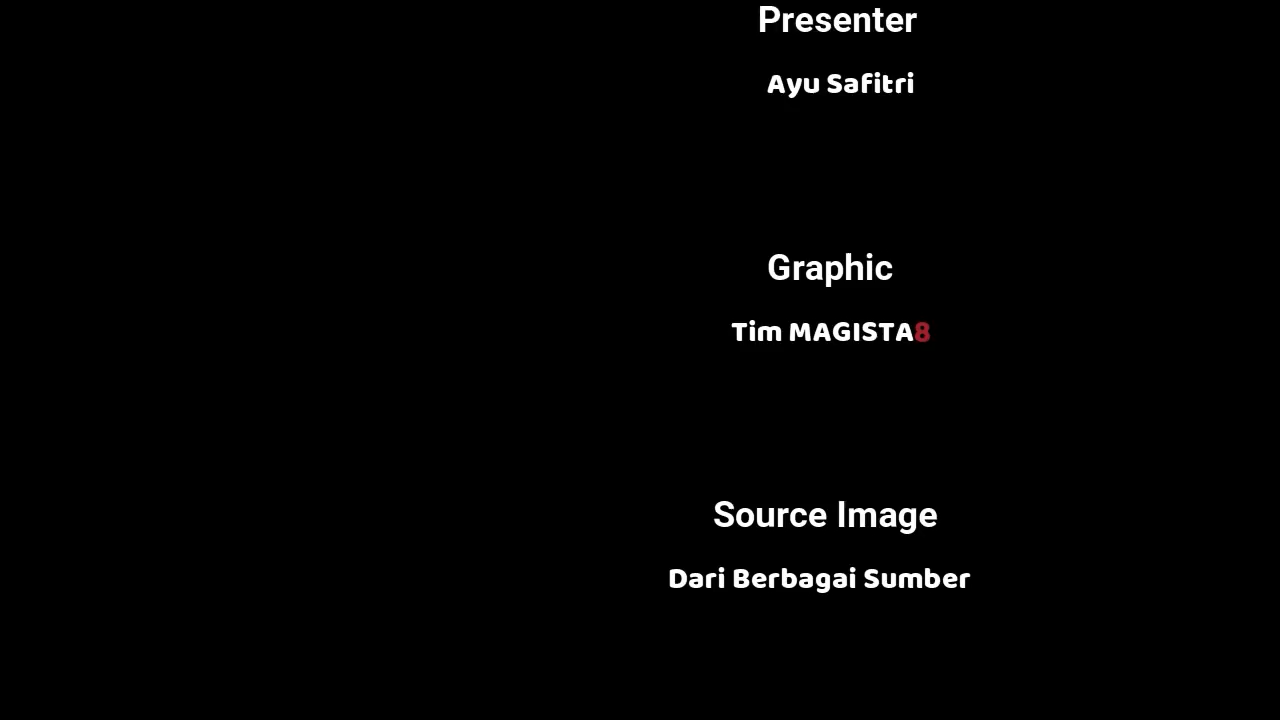 Presenter
Ayu Safitri
Graphic
Tim MAGISTA8
Source Image
Dari Berbagai Sumber